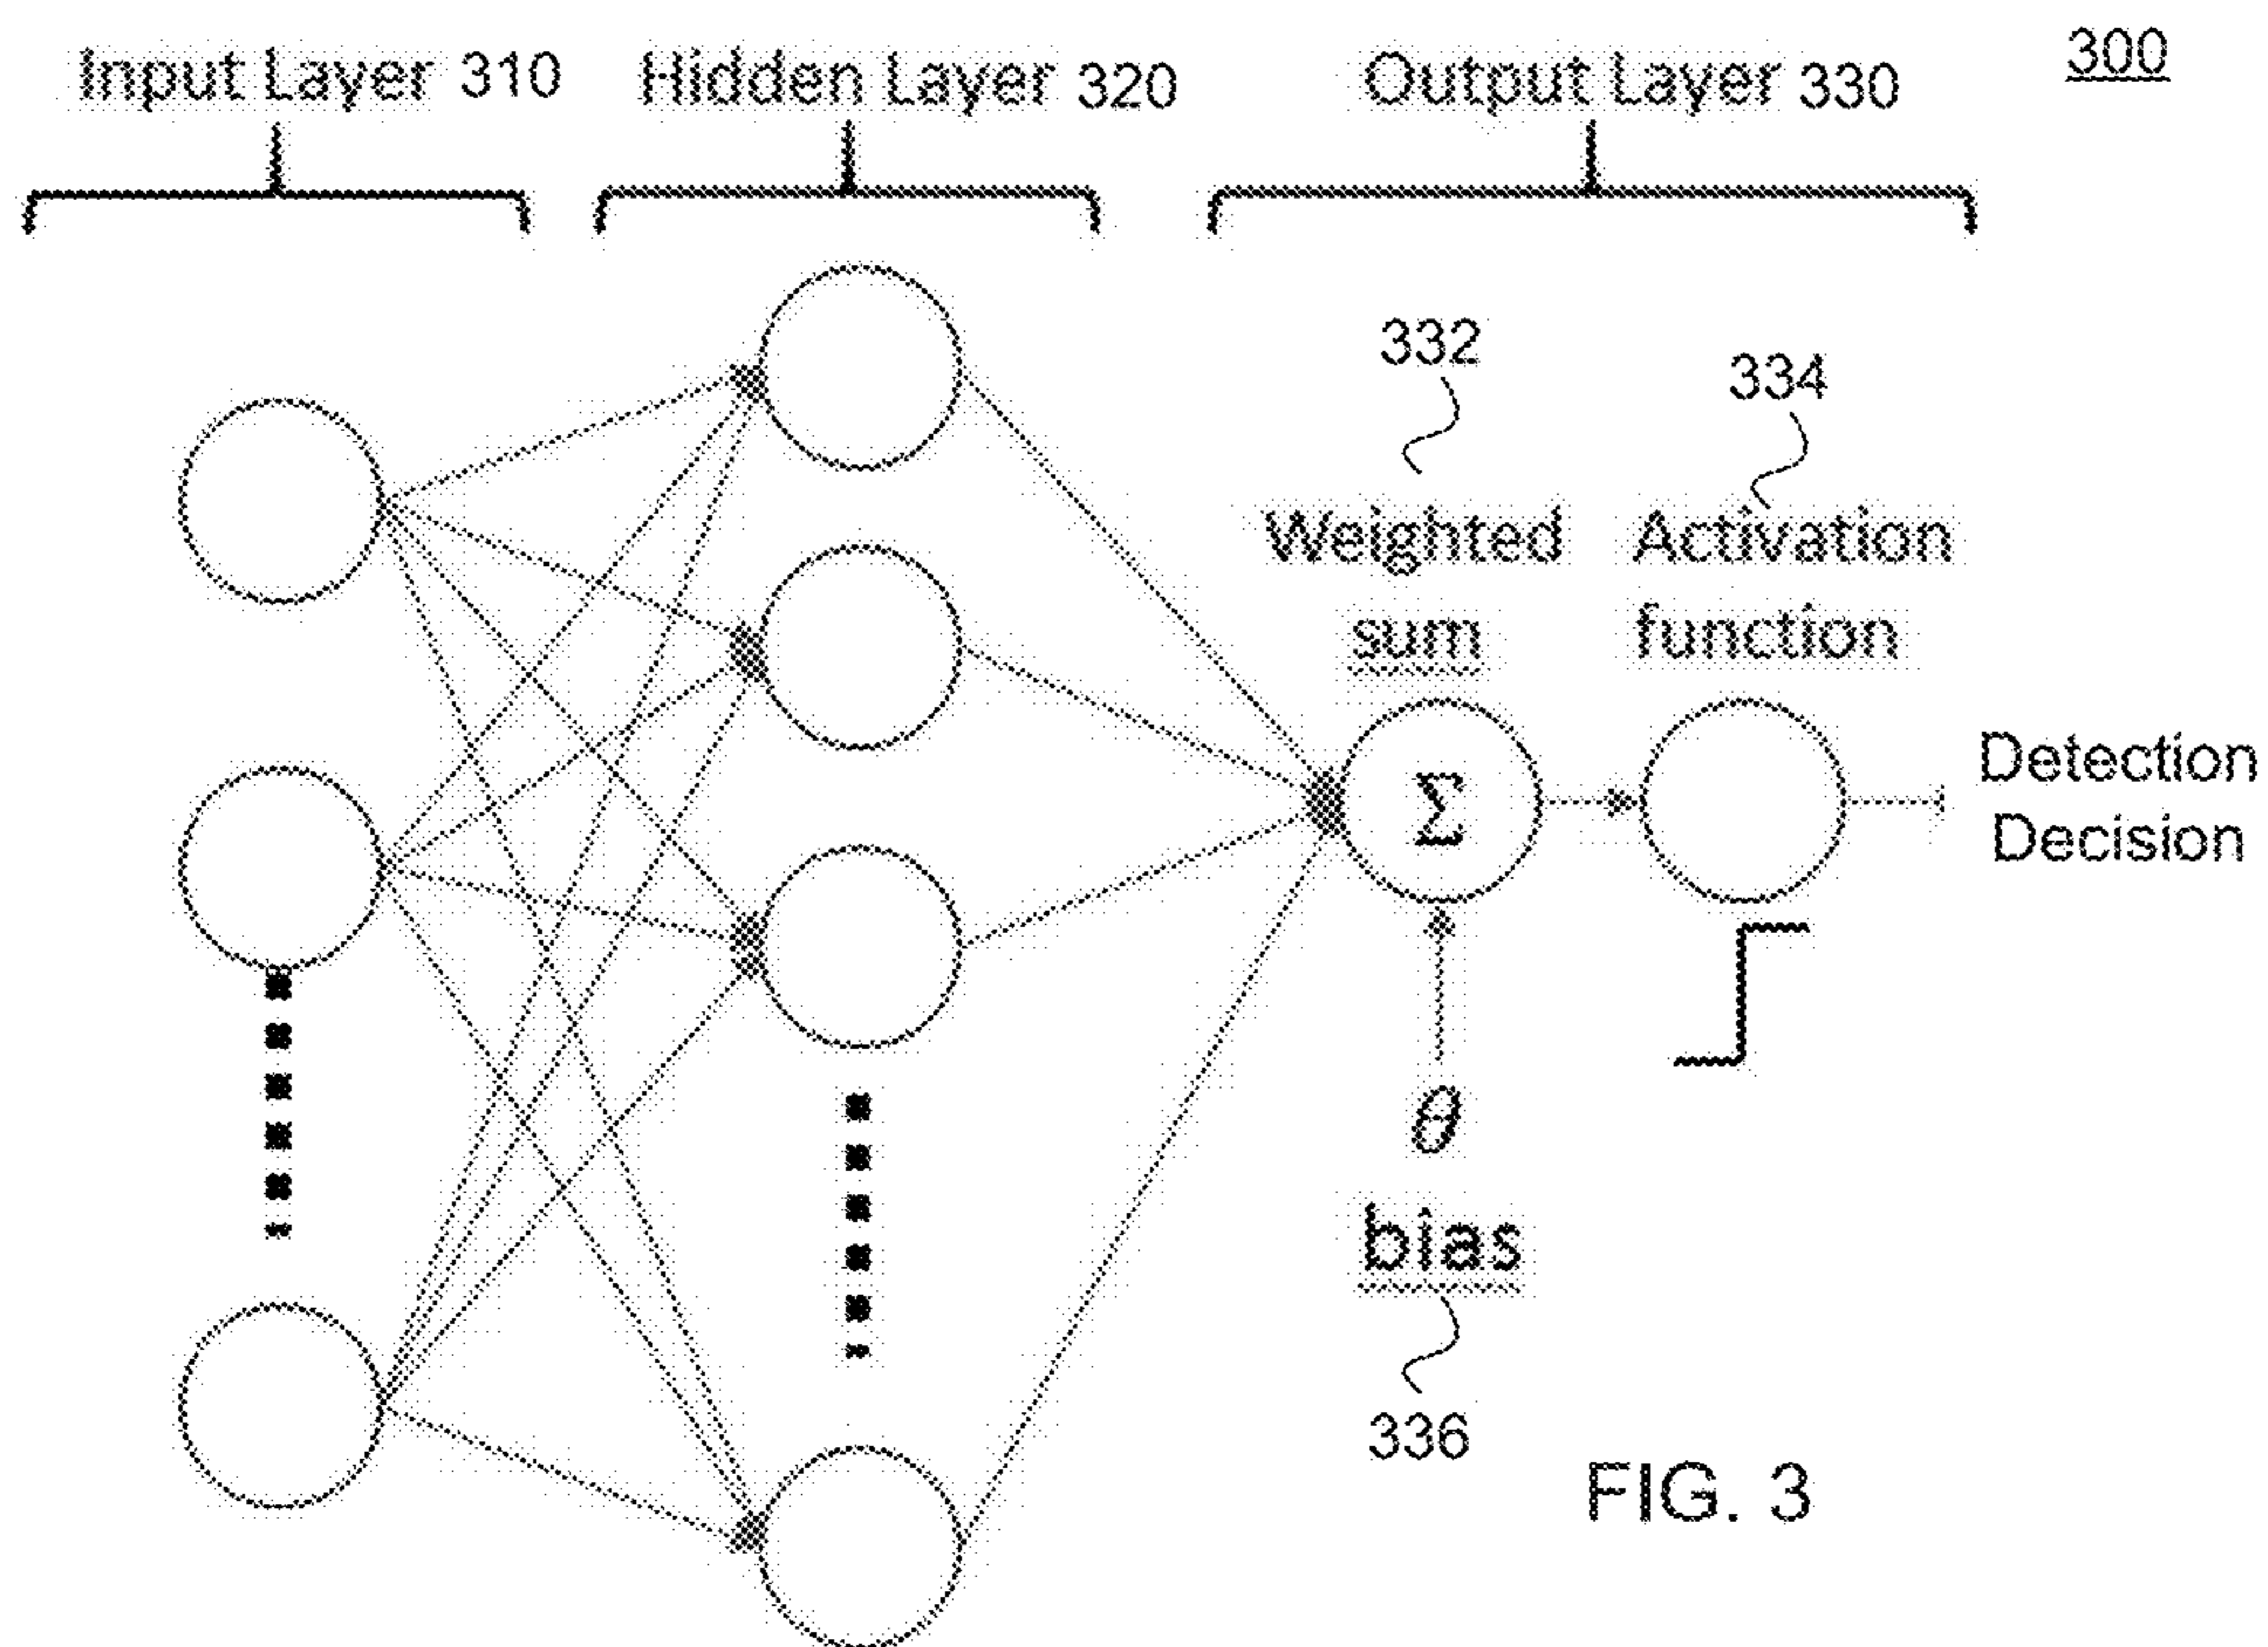 Input Layer 310
Hidden Layer 320
Output Layer 330
300
332
334
Weighted
sum
Activation
function
Σ
Detection
Decision
θ
bias
336
FIG. 3